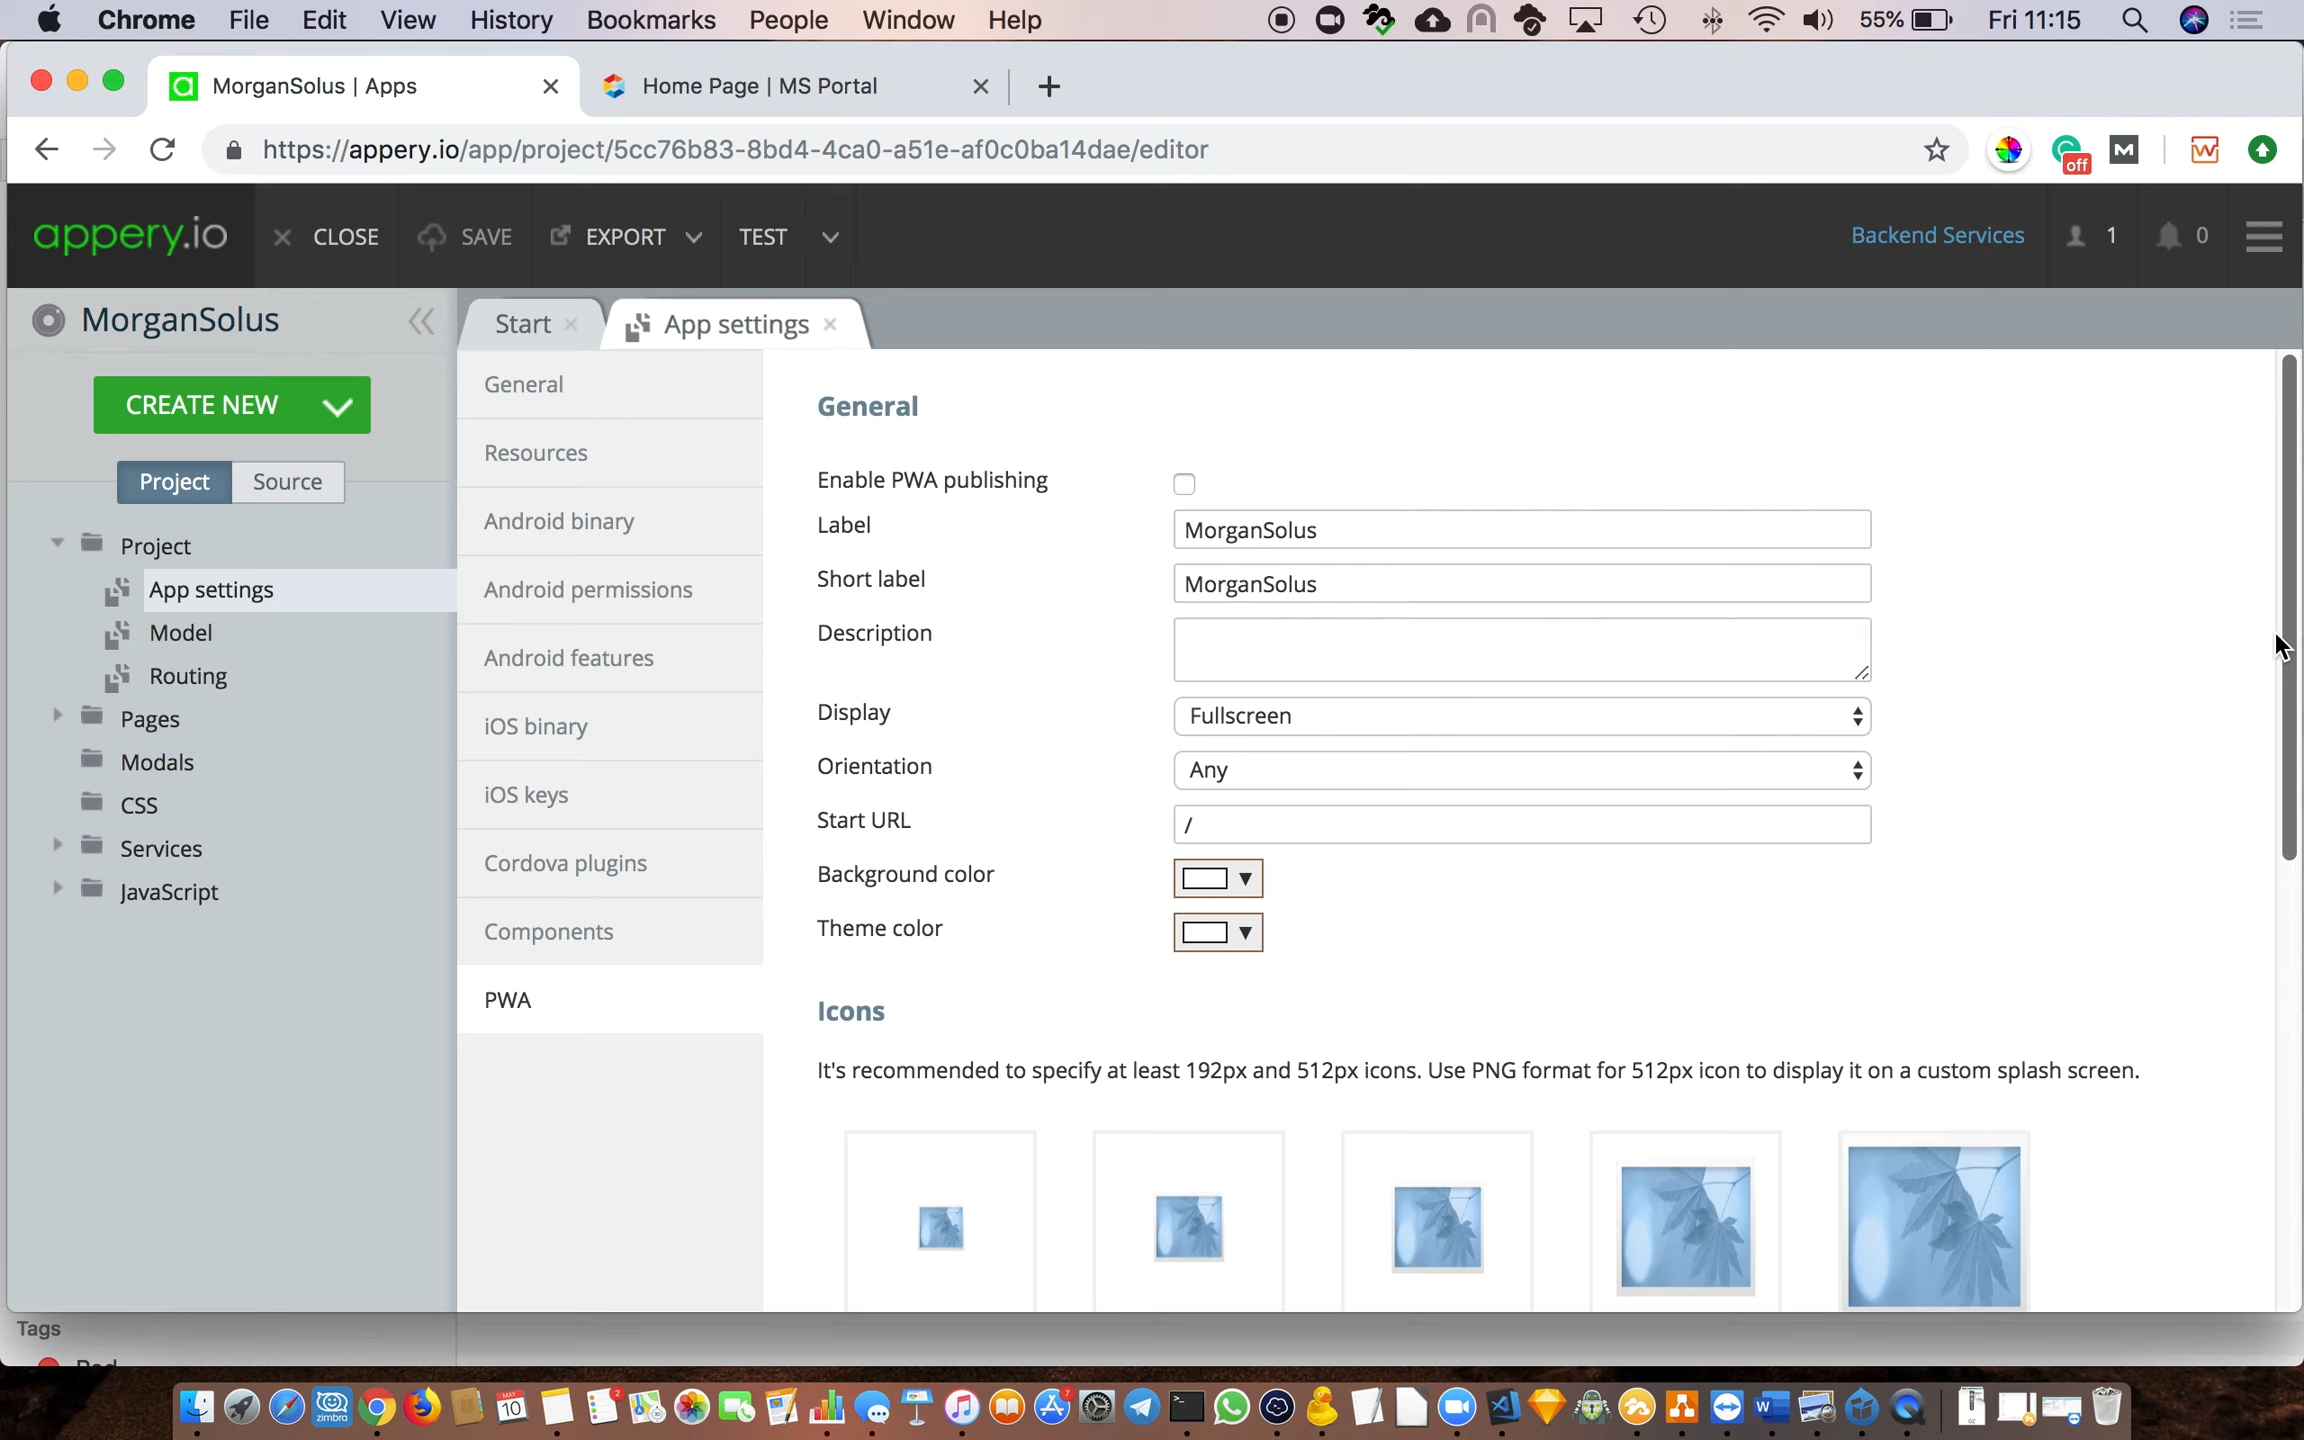 Chrome File Edit View History Bookmarks People Window Help 55% Fri 11:15
MorganSolus | Apps
Home Page | MS Portal
https://appery.io/app/project/5cc76b83-8bd4-4ca0-a51e-af0c0ba14dae/editor
off
appery.io CLOSE SAVE EXPORT TEST Backend Services 1 0
MorganSolus
Start
App settings
CREATE NEW
Project Source
Project
App settings
Model
Routing
Pages
Modals
CSS
Services
JavaScript
General
Resources
Android binary
Android permissions
Android features
iOS binary
iOS keys
Cordova plugins
Components
PWA
General
Enable PWA publishing
Label MorganSolus
Short label MorganSolus
Description
Display Fullscreen
Orientation Any
Start URL /
Background color
Theme color
Icons
It's recommended to specify at least 192px and 512px icons. Use PNG format for 512px icon to display it on a custom splash screen.
Tags
zimbra
MAY
10
2
7